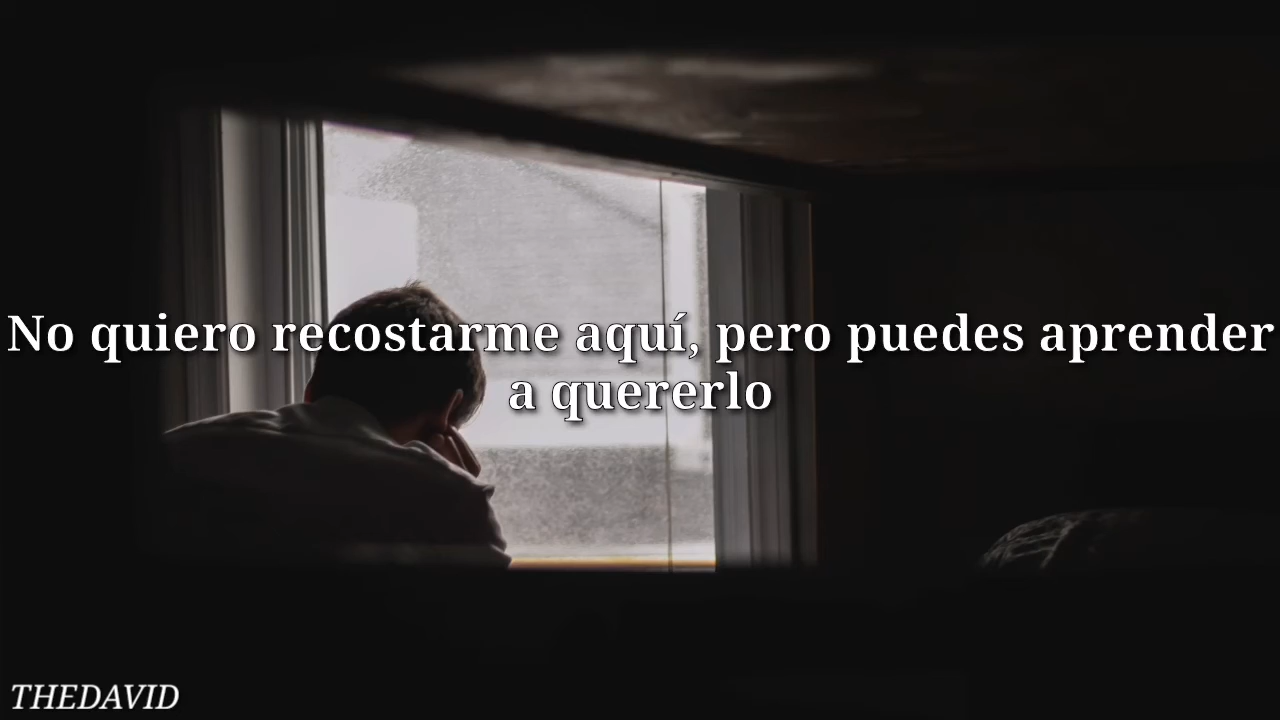 No quiero recostarme aquí, pero puedes aprender
a quererlo
THEDAVID